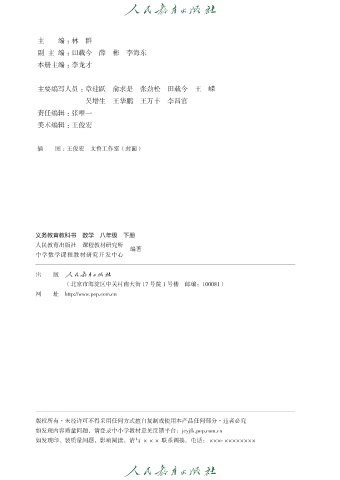 人民教育出版社
主　　编：林　群
副 主 编：田载今　薛　彬　李海东
本册主编：李龙才
主要编写人员：章建跃　俞求是　张劲松　田载今　王　嵘
吴增生　王华鹏　王万丰　李昌官
责任编辑：张唯一
美术编辑：王俊宏
插　　图：王俊宏　文鲁工作室（封面）
义务教育教科书　数学　八年级　下册
人民教育出版社　课程教材研究所
中学数学课程教材研究开发中心
编著
出　　版　人民教育出版社
（北京市海淀区中关村南大街17号院1号楼　邮编：100081）
网　　址　http://www.pep.com.cn
版权所有·未经许可不得采用任何方式擅自复制或使用本产品任何部分·违者必究
如发现内容质量问题，请登录中小学教材意见反馈平台：jcyjfk.pep.com.cn
如发现印、装质量问题，影响阅读，请与×××联系调换。电话：×××-××××××××
人民教育出版社